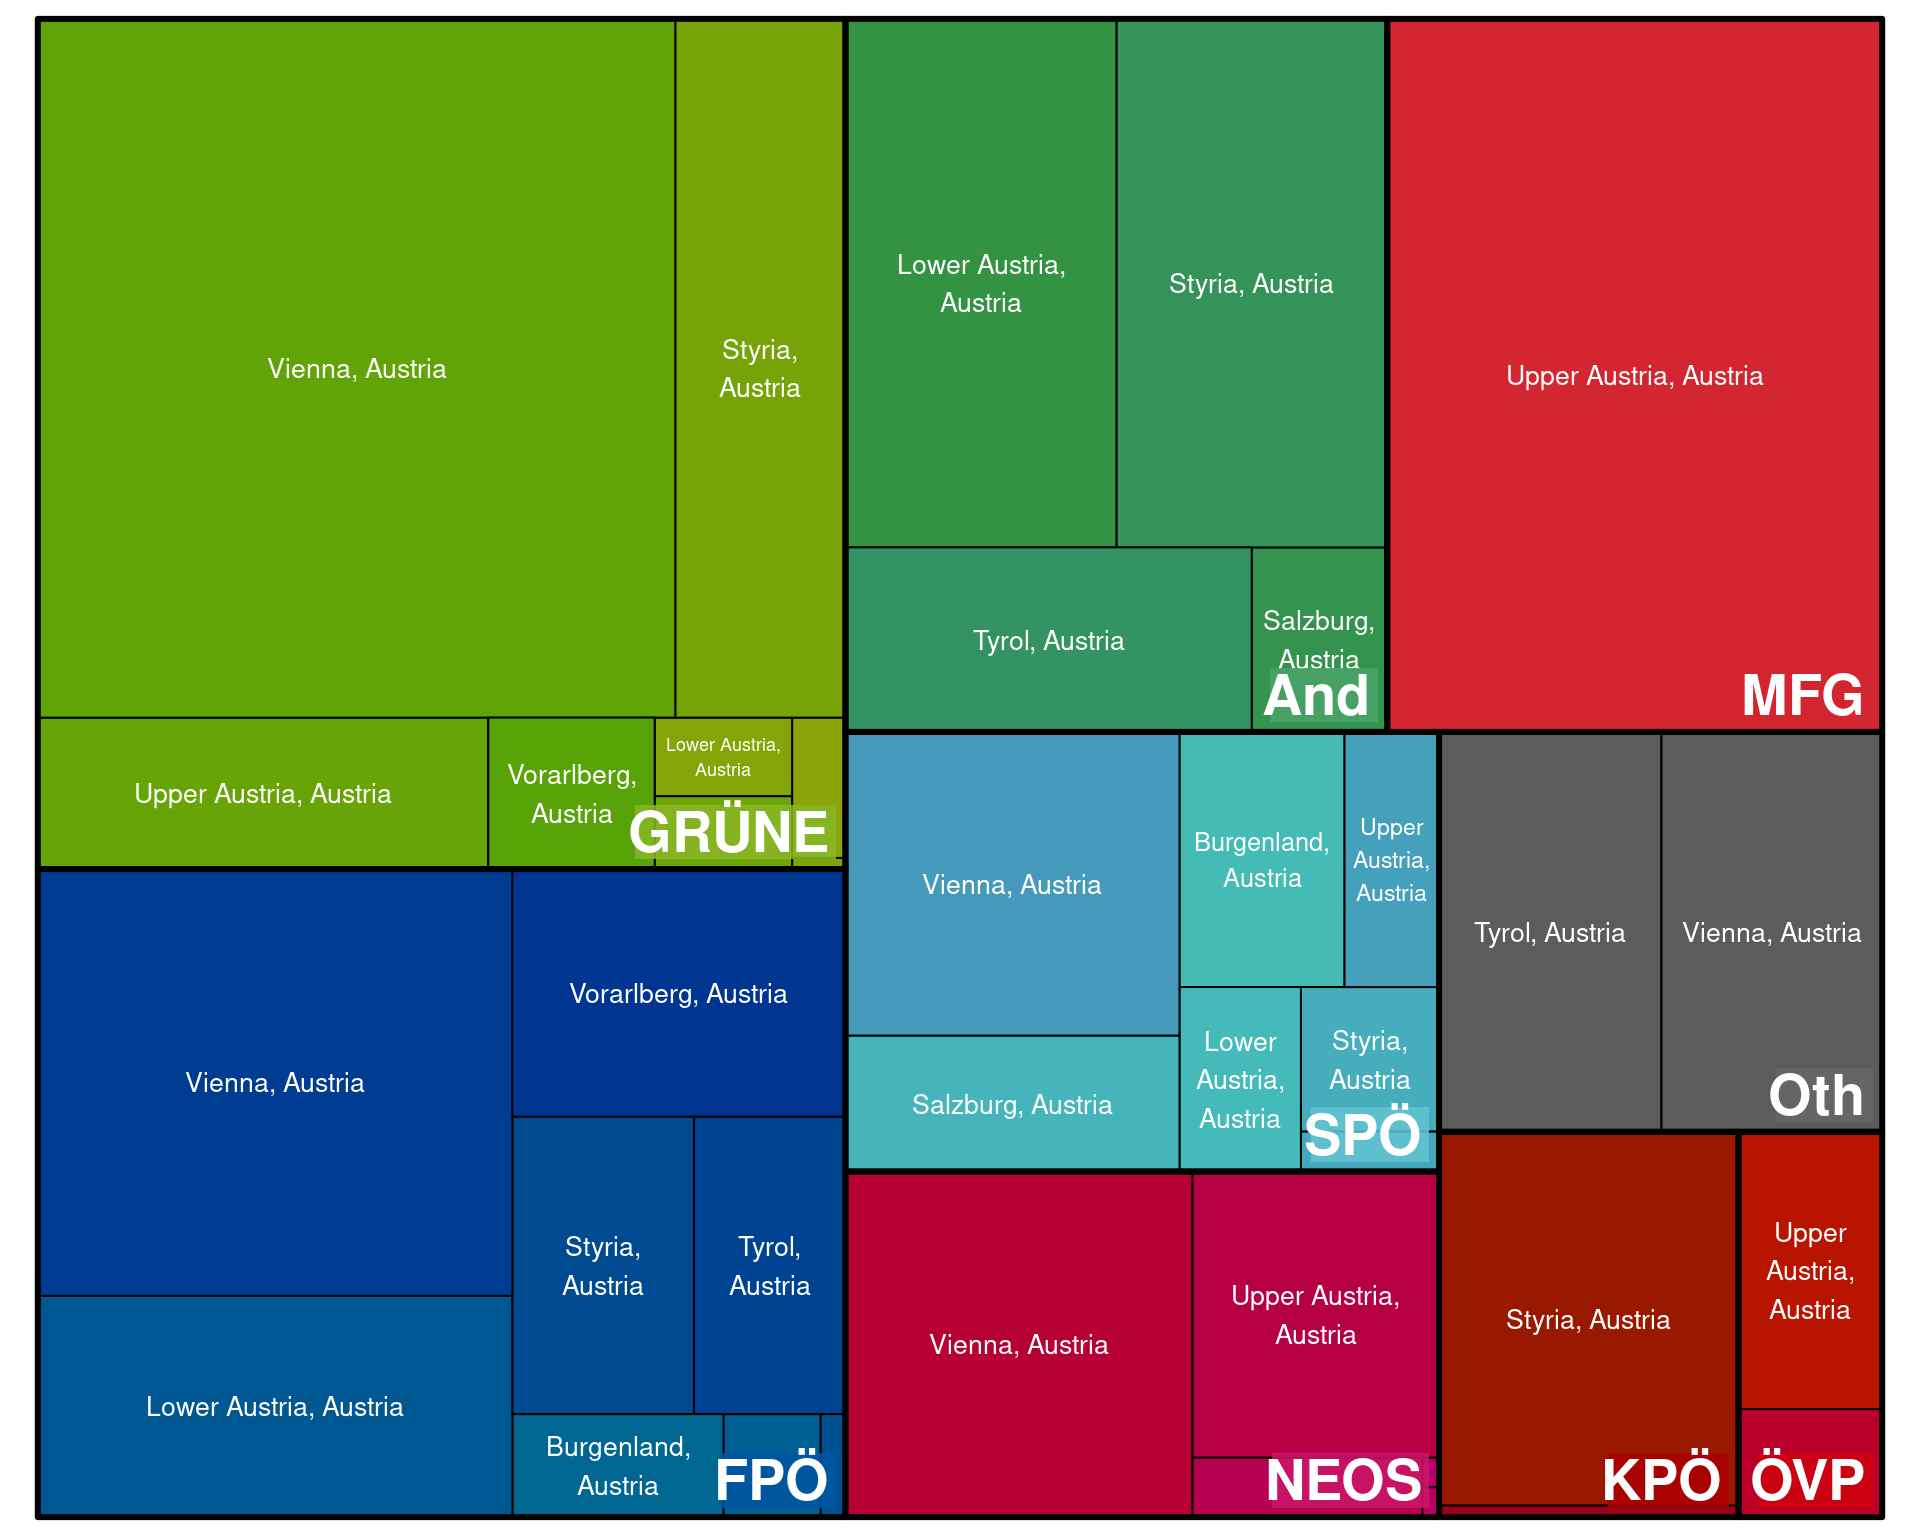 Vienna, Austria
Styria,
Austria
Upper Austria, Austria
Vorarlberg,
Austria
Lower Austria,
Austria
GRÜNE
Lower Austria,
Austria
Styria, Austria
Tyrol, Austria
Salzburg,
Austria
And
Upper Austria, Austria
MFG
Vienna, Austria
Vorarlberg, Austria
Styria,
Austria
Tyrol,
Austria
Lower Austria, Austria
Burgenland,
Austria
FPÖ
Vienna, Austria
Burgenland,
Austria
Upper
Austria,
Austria
Salzburg, Austria
Lower
Austria,
Austria
Styria,
Austria
SPÖ
Tyrol, Austria
Vienna, Austria
Oth
Vienna, Austria
Upper Austria,
Austria
NEOS
Styria, Austria
KPÖ
Upper
Austria,
Austria
ÖVP